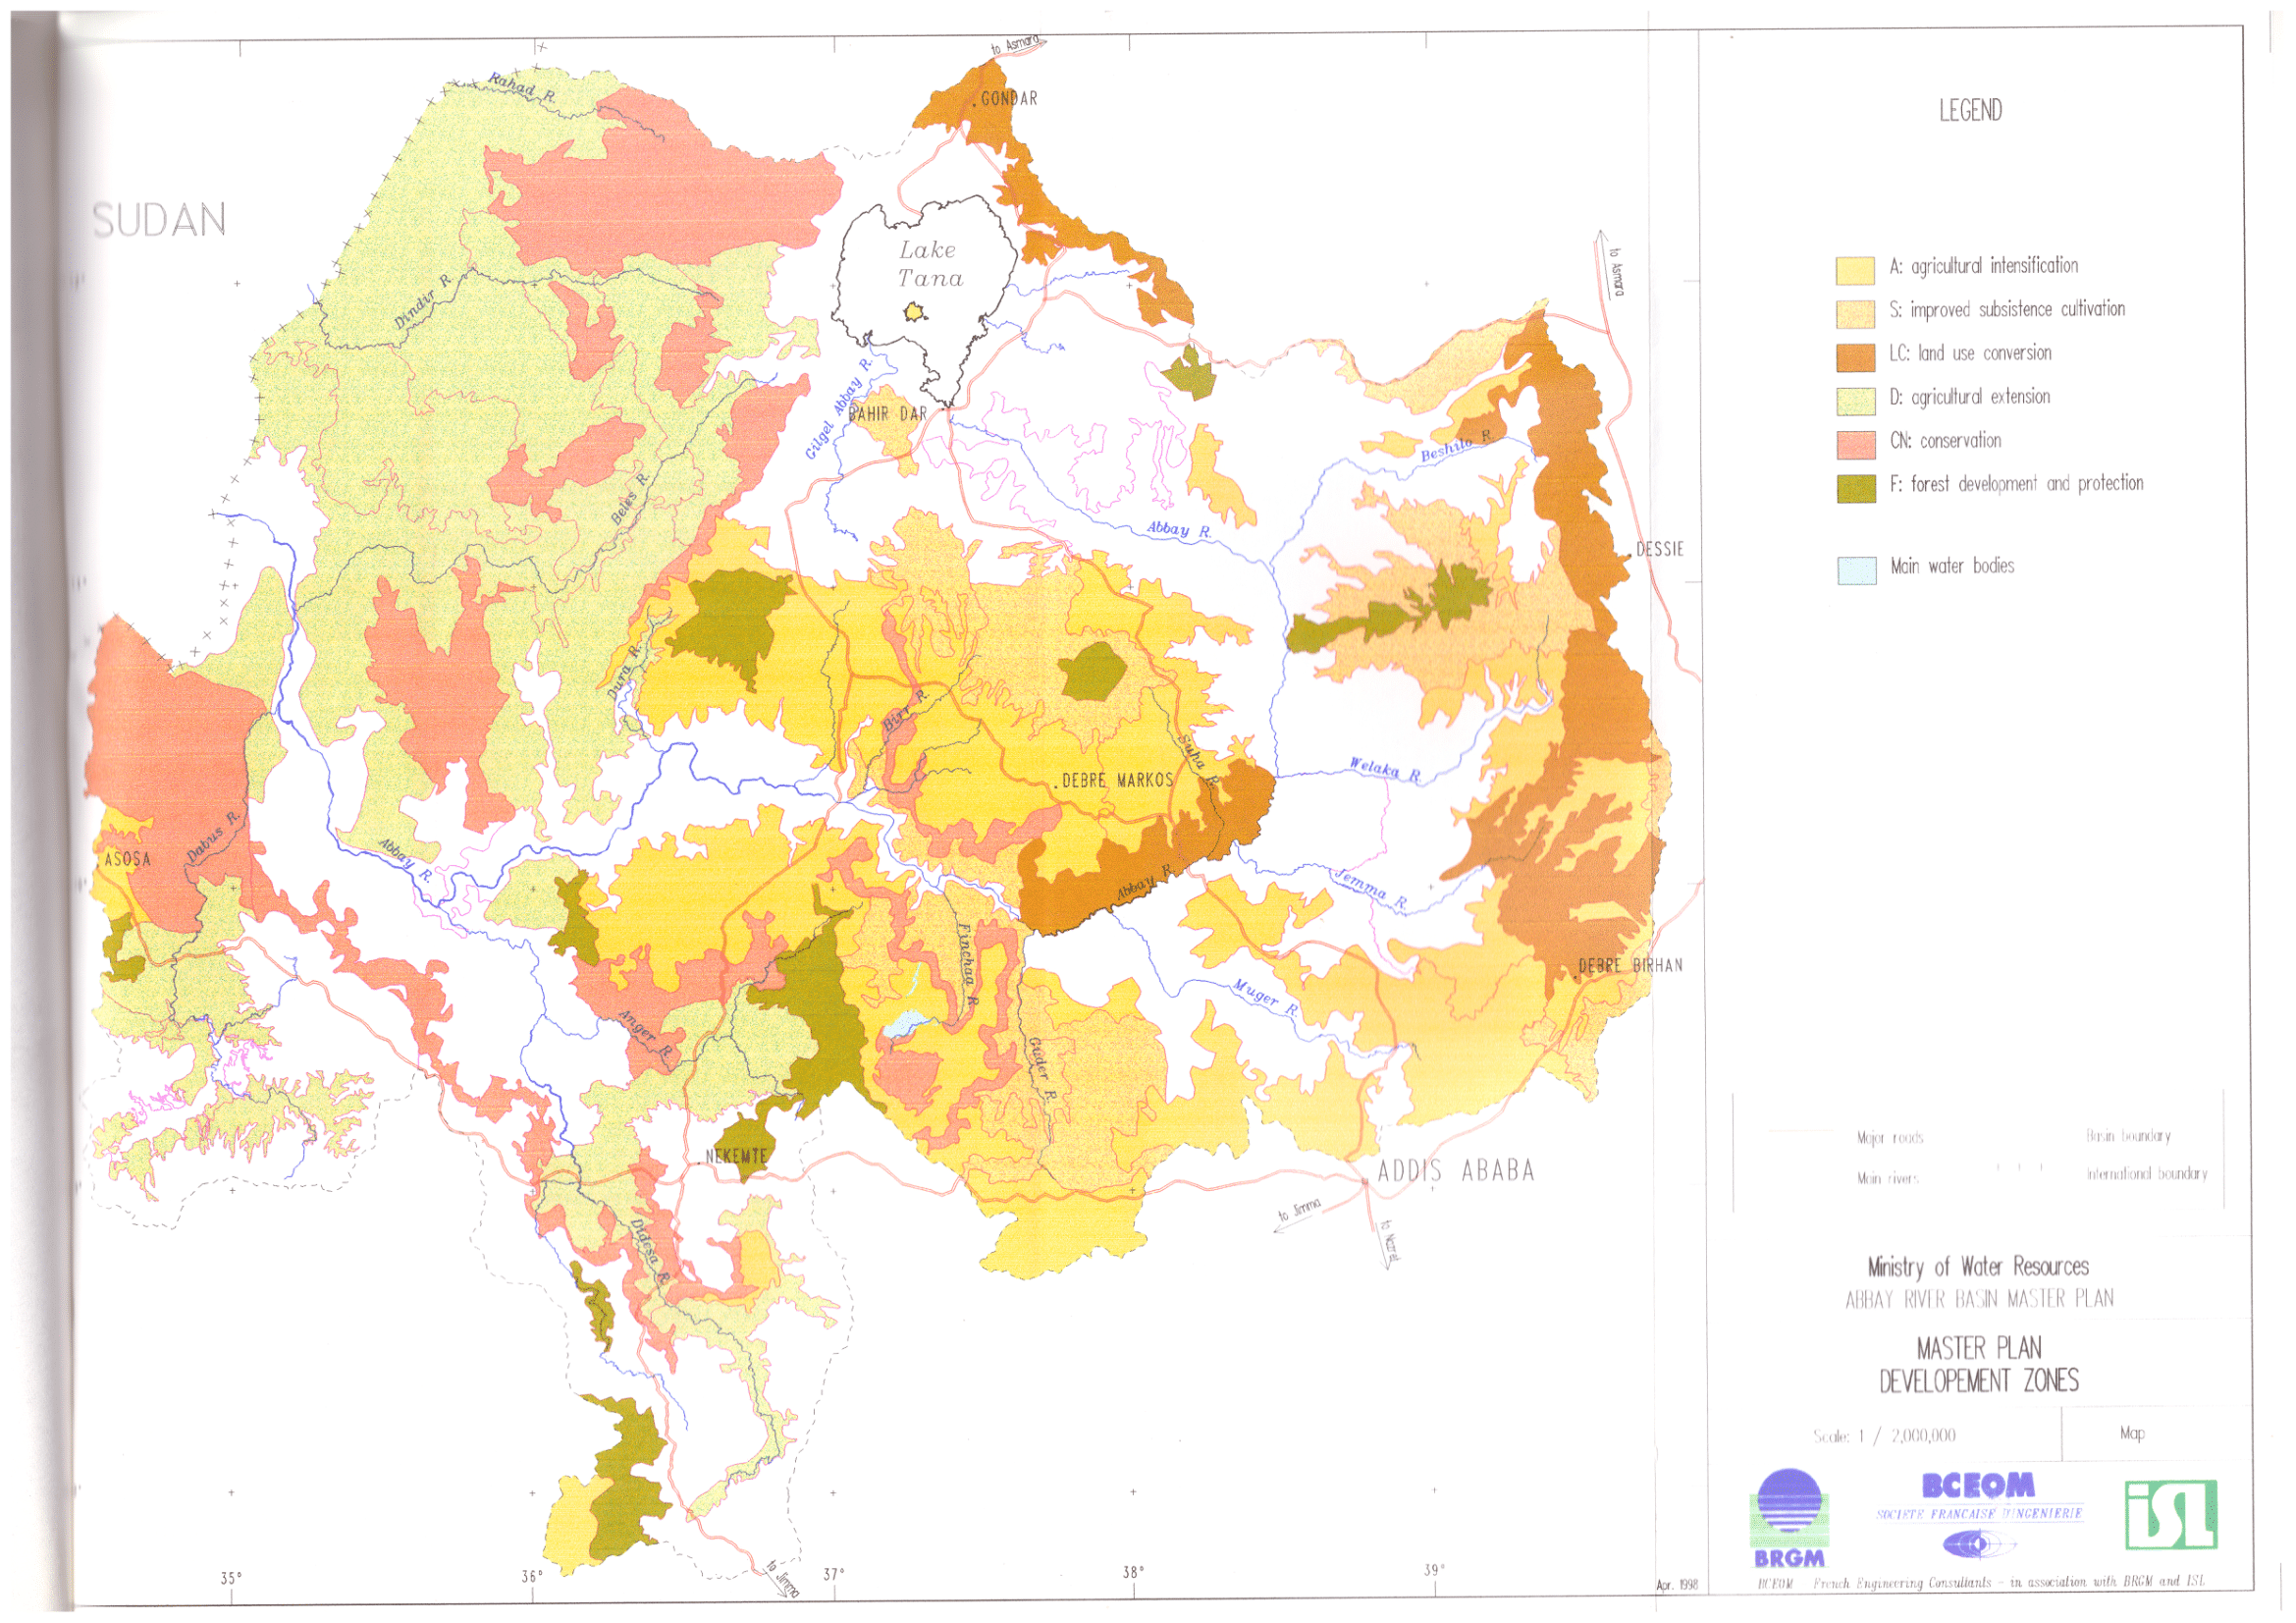 to Asmara
Rahad R.
GONDAR
SUDAN
Lake
Tana
to Asmara
Dindir R.
Gilgel Abbay R.
BAHIR DAR
Beshilo R.
Beles R.
Abbay R.
DESSIE
Dura R.
Birr R.
Suha R.
DEBRE MARKOS
Welaka R.
Dabus R.
ASOSA
Abbay R.
Abbay R.
Jemma R.
Finchaa R.
DEBRE BIRHAN
Muger R.
Anger R.
Guder R.
NEKEMTE
ADDIS ABABA
to Jimma
to Nazret
Didesa R.
to Jimma
35°
36°
37°
38°
39°
Apr. 1998
LEGEND
A: agricultural intensification
S: improved subsistence cultivation
LC: land use conversion
D: agricultural extension
CN: conservation
F: forest development and protection
Main water bodies
Major roads
Basin boundary
Main rivers
International boundary
Ministry of Water Resources
ABBAY RIVER BASIN MASTER PLAN
MASTER PLAN
DEVELOPEMENT ZONES
Scale: 1 / 2,000,000
Map
BRGM
BCEOM
SOCIETE FRANCAISE D'INGENIERIE
iSL
BCEOM French Engineering Consultants - in association with BRGM and ISL